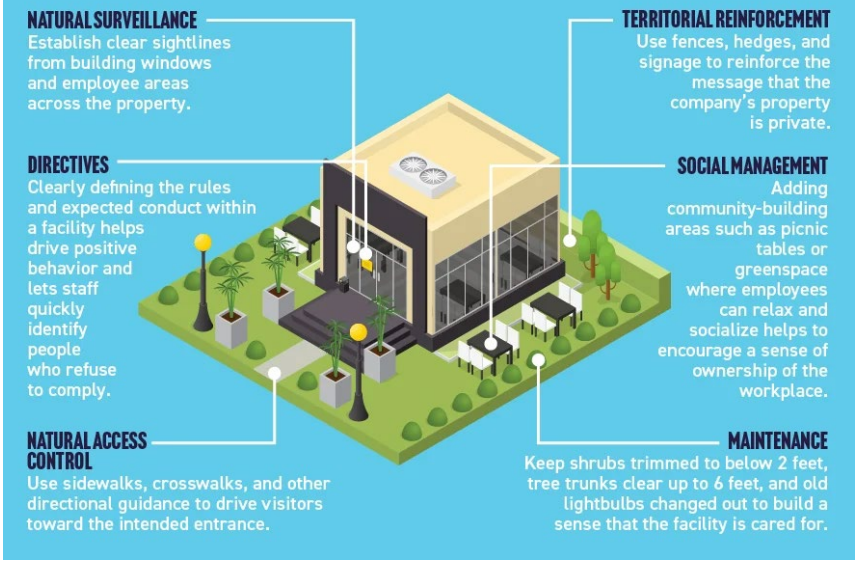 NATURAL SURVEILLANCE
Establish clear sightlines
from building windows
and employee areas
across the property.
TERRITORIAL REINFORCEMENT
Use fences, hedges, and
signage to reinforce the
message that the
company's property
is private.
DIRECTIVES
Clearly defining the rules
and expected conduct within
a facility helps
drive positive
behavior and
lets staff
quickly
identify
people
who refuse
to comply.
SOCIAL MANAGEMENT
Adding
community-building
areas such as picnic
tables or
greenspace
where employees
can relax and
socialize helps to
encourage a sense of
ownership of the
workplace.
NATURAL ACCESS
CONTROL
Use sidewalks, crosswalks, and other
directional guidance to drive visitors
toward the intended entrance.
MAINTENANCE
Keep shrubs trimmed to below 2 feet,
tree trunks clear up to 6 feet, and old
lightbulbs changed out to build a
sense that the facility is cared for.